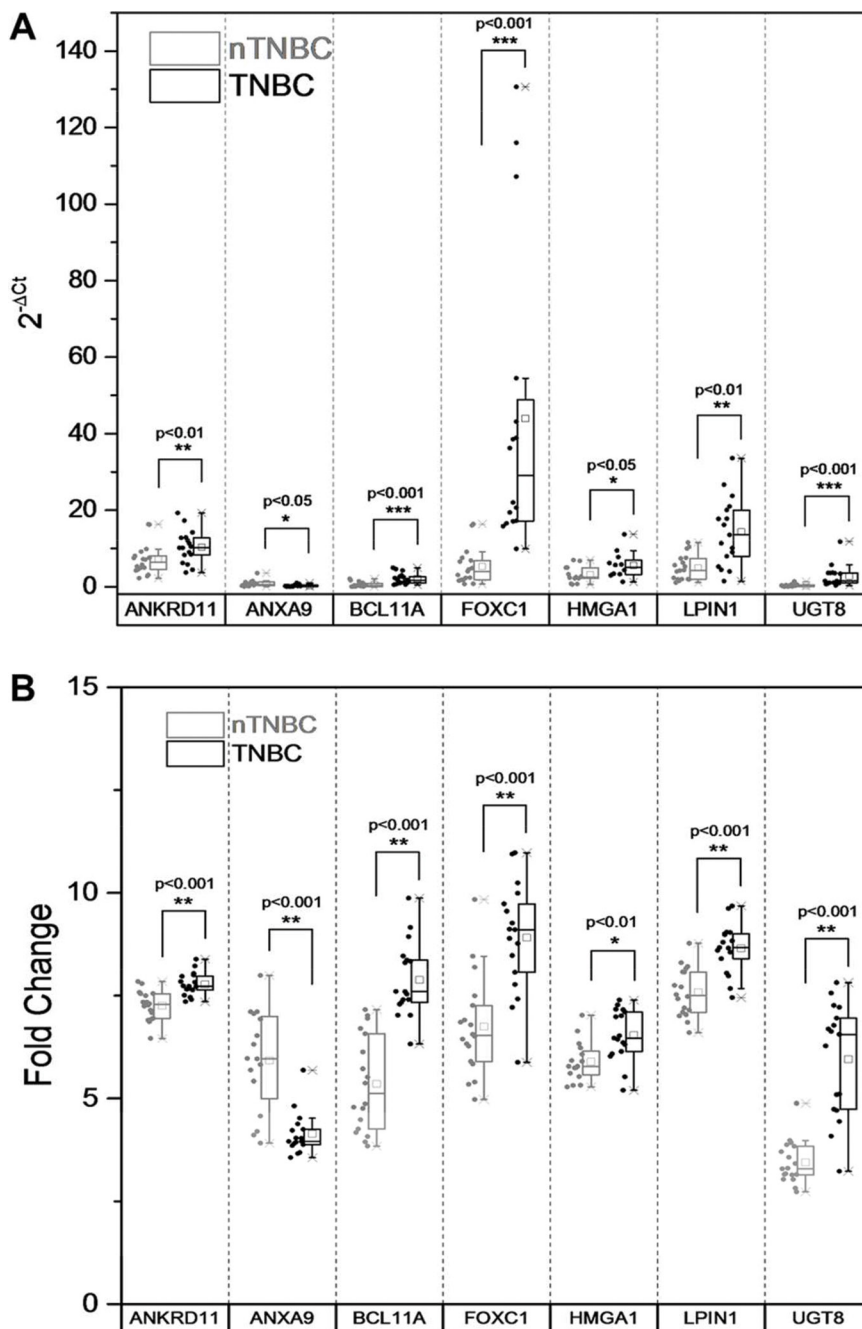 A
nTNBC
TNBC
2^-ΔCt
150
140
120
100
80
60
40
20
0
p<0.01
**
p<0.05
*
p<0.001
***
p<0.001
***
p<0.05
*
p<0.01
**
p<0.001
***
ANKRD11 ANXA9 BCL11A FOXC1 HMGA1 LPIN1 UGT8
B
nTNBC
TNBC
Fold Change
15
10
5
0
p<0.001
**
p<0.001
**
p<0.001
**
p<0.001
**
p<0.01
*
p<0.001
**
p<0.001
**
ANKRD11 ANXA9 BCL11A FOXC1 HMGA1 LPIN1 UGT8